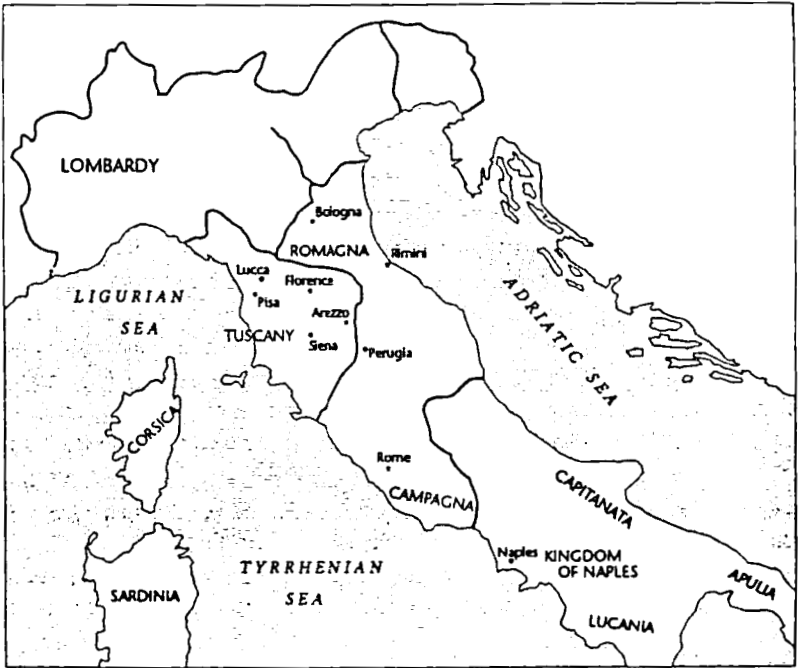 LOMBARDY
Bologna
ROMAGNA
Rimini
Lucca
Florence
LIGURIAN
SEA
Pisa
Arezzo
TUSCANY
Siena
Perugia
ADRIATIC SEA
CORSICA
Rome
CAMPAGNA
CAPITANATA
Naples
KINGDOM
OF NAPLES
TYRRHENIAN
SEA
SARDINIA
APULIA
LUCANIA